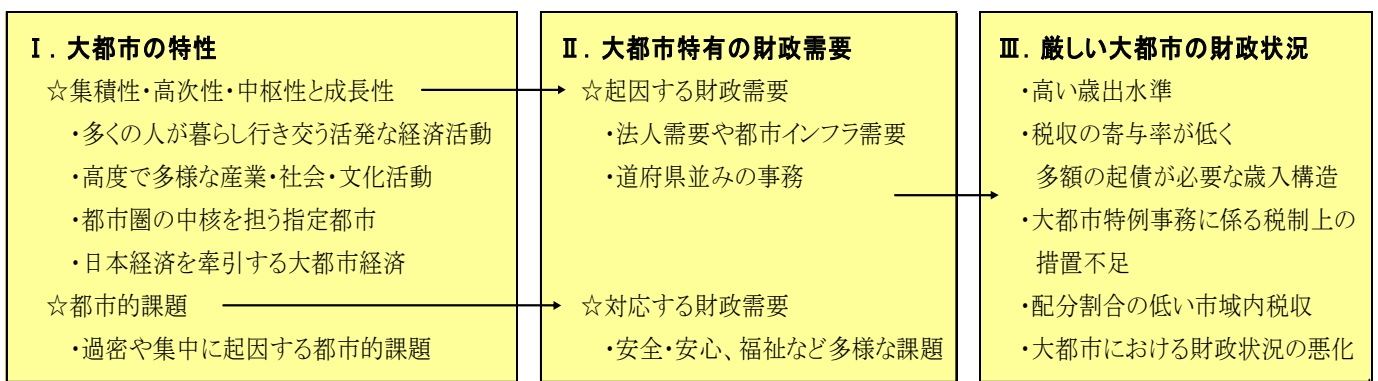 Ⅰ. 大都市の特性
☆集積性・高次性・中枢性と成長性
・多くの人が暮らし行き交う活発な経済活動
・高度で多様な産業・社会・文化活動
・都市圏の中核を担う指定都市
・日本経済を牽引する大都市経済
☆都市的課題
・過密や集中に起因する都市的課題
Ⅱ. 大都市特有の財政需要
☆起因する財政需要
・法人需要や都市インフラ需要
・道府県並みの事務
☆対応する財政需要
・安全・安心、福祉など多様な課題
Ⅲ. 厳しい大都市の財政状況
・高い歳出水準
・税収の寄与率が低く
多額の起債が必要な歳入構造
・大都市特例事務に係る税制上の
措置不足
・配分割合の低い市域内税収
・大都市における財政状況の悪化